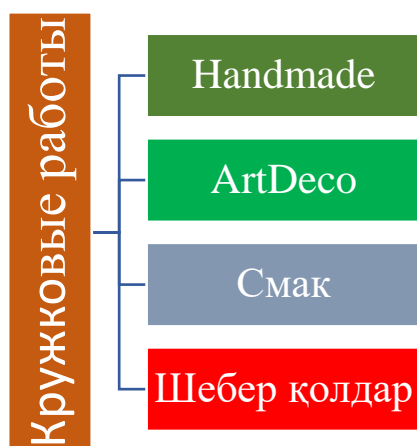 Кружковые работы
Handmade
ArtDeco
Смак
Шебер қолдар